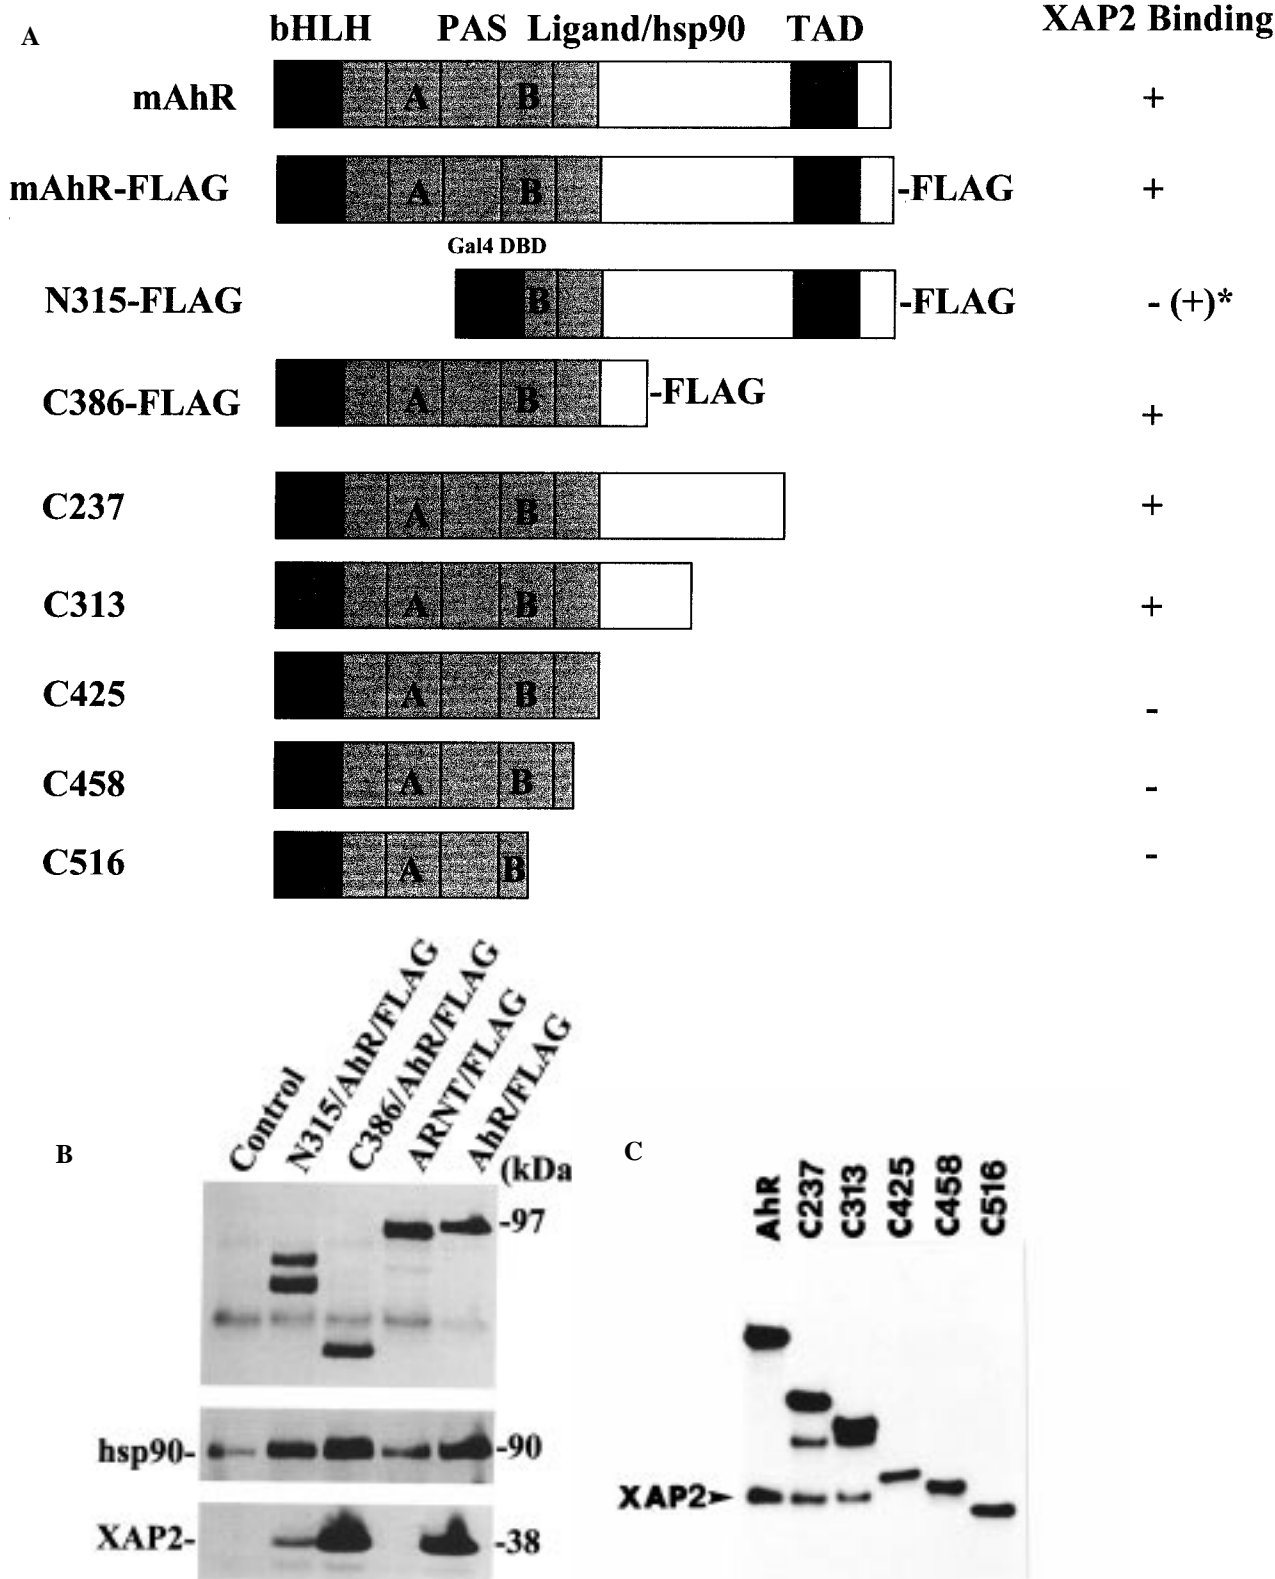 A
bHLH PAS Ligand/hsp90 TAD XAP2 Binding
mAhR A B +
mAhR-FLAG A B -FLAG +
Gal4 DBD
N315-FLAG B -FLAG - (+)*
C386-FLAG A B -FLAG +
C237 A B +
C313 A B +
C425 A B -
C458 A B -
C516 A B -
B
Control
N315/AhR/FLAG
C386/AhR/FLAG
ARNT/FLAG
AhR/FLAG
(kDa
-97
hsp90- -90
XAP2- -38
C
AhR
C237
C313
C425
C458
C516
XAP2